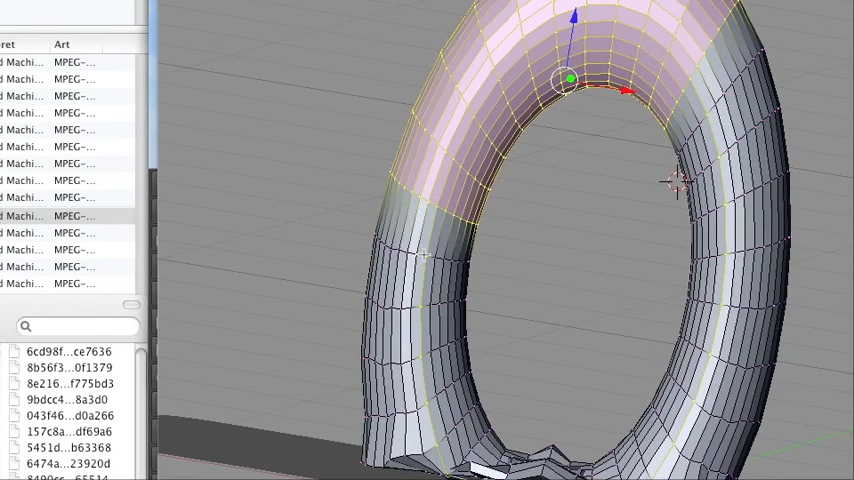 ret Art
d Machi... MPEG-...
d Machi... MPEG-...
d Machi... MPEG-...
d Machi... MPEG-...
d Machi... MPEG-...
d Machi... MPEG-...
d Machi... MPEG-...
d Machi... MPEG-...
d Machi... MPEG-...
d Machi... MPEG-...
d Machi... MPEG-...
d Machi... MPEG-...
d Machi... MPEG-...
d Machi... MPEG-...
6cd98f...ce7636
8b56f3...0f1379
8e216...f775bd3
9bdcc4...8a3d0
043f46...d0a266
157c8a...df69a6
5451d...b63368
6474a...23920d
8490cc...65514